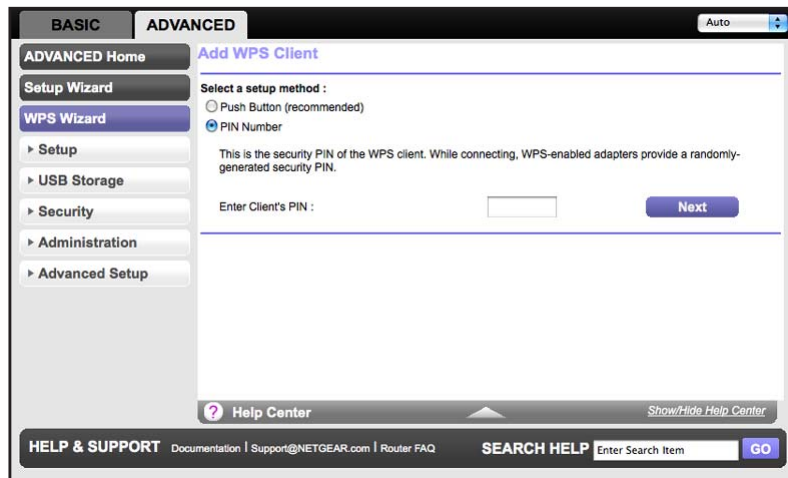 BASIC
ADVANCED
Auto
ADVANCED Home
Setup Wizard
WPS Wizard
Setup
USB Storage
Security
Administration
Advanced Setup
Add WPS Client
Select a setup method :
Push Button (recommended)
PIN Number
This is the security PIN of the WPS client. While connecting, WPS-enabled adapters provide a randomly-
generated security PIN.
Enter Client's PIN :
Next
? Help Center
Show/Hide Help Center
HELP & SUPPORT Documentation | Support@NETGEAR.com | Router FAQ
SEARCH HELP Enter Search Item GO